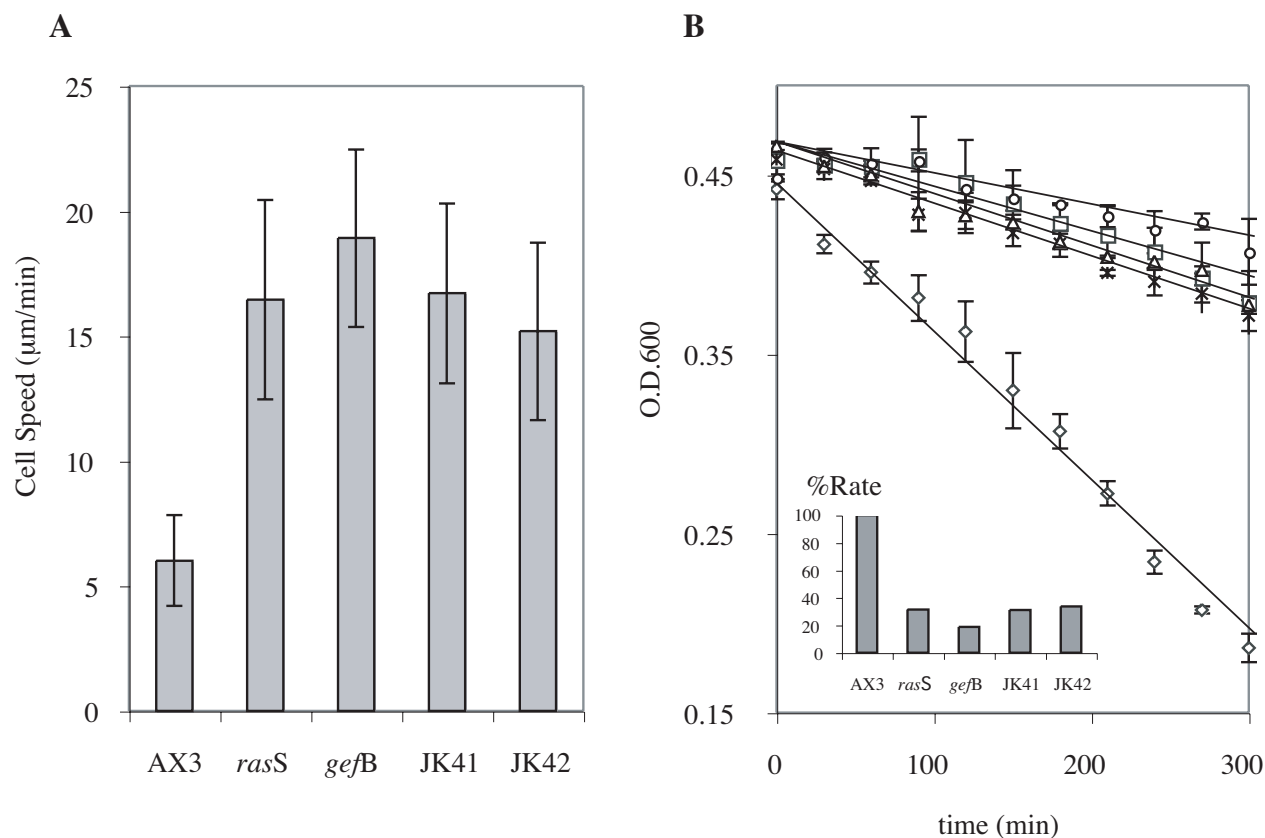 A
Cell Speed (μm/min)
25
20
15
10
5
0
AX3 rasS gefB JK41 JK42
B
O.D.600
0.45
0.35
0.25
0.15
0 100 200 300
time (min)
%Rate
100
80
60
40
20
0
AX3 rasS gefB JK41 JK42